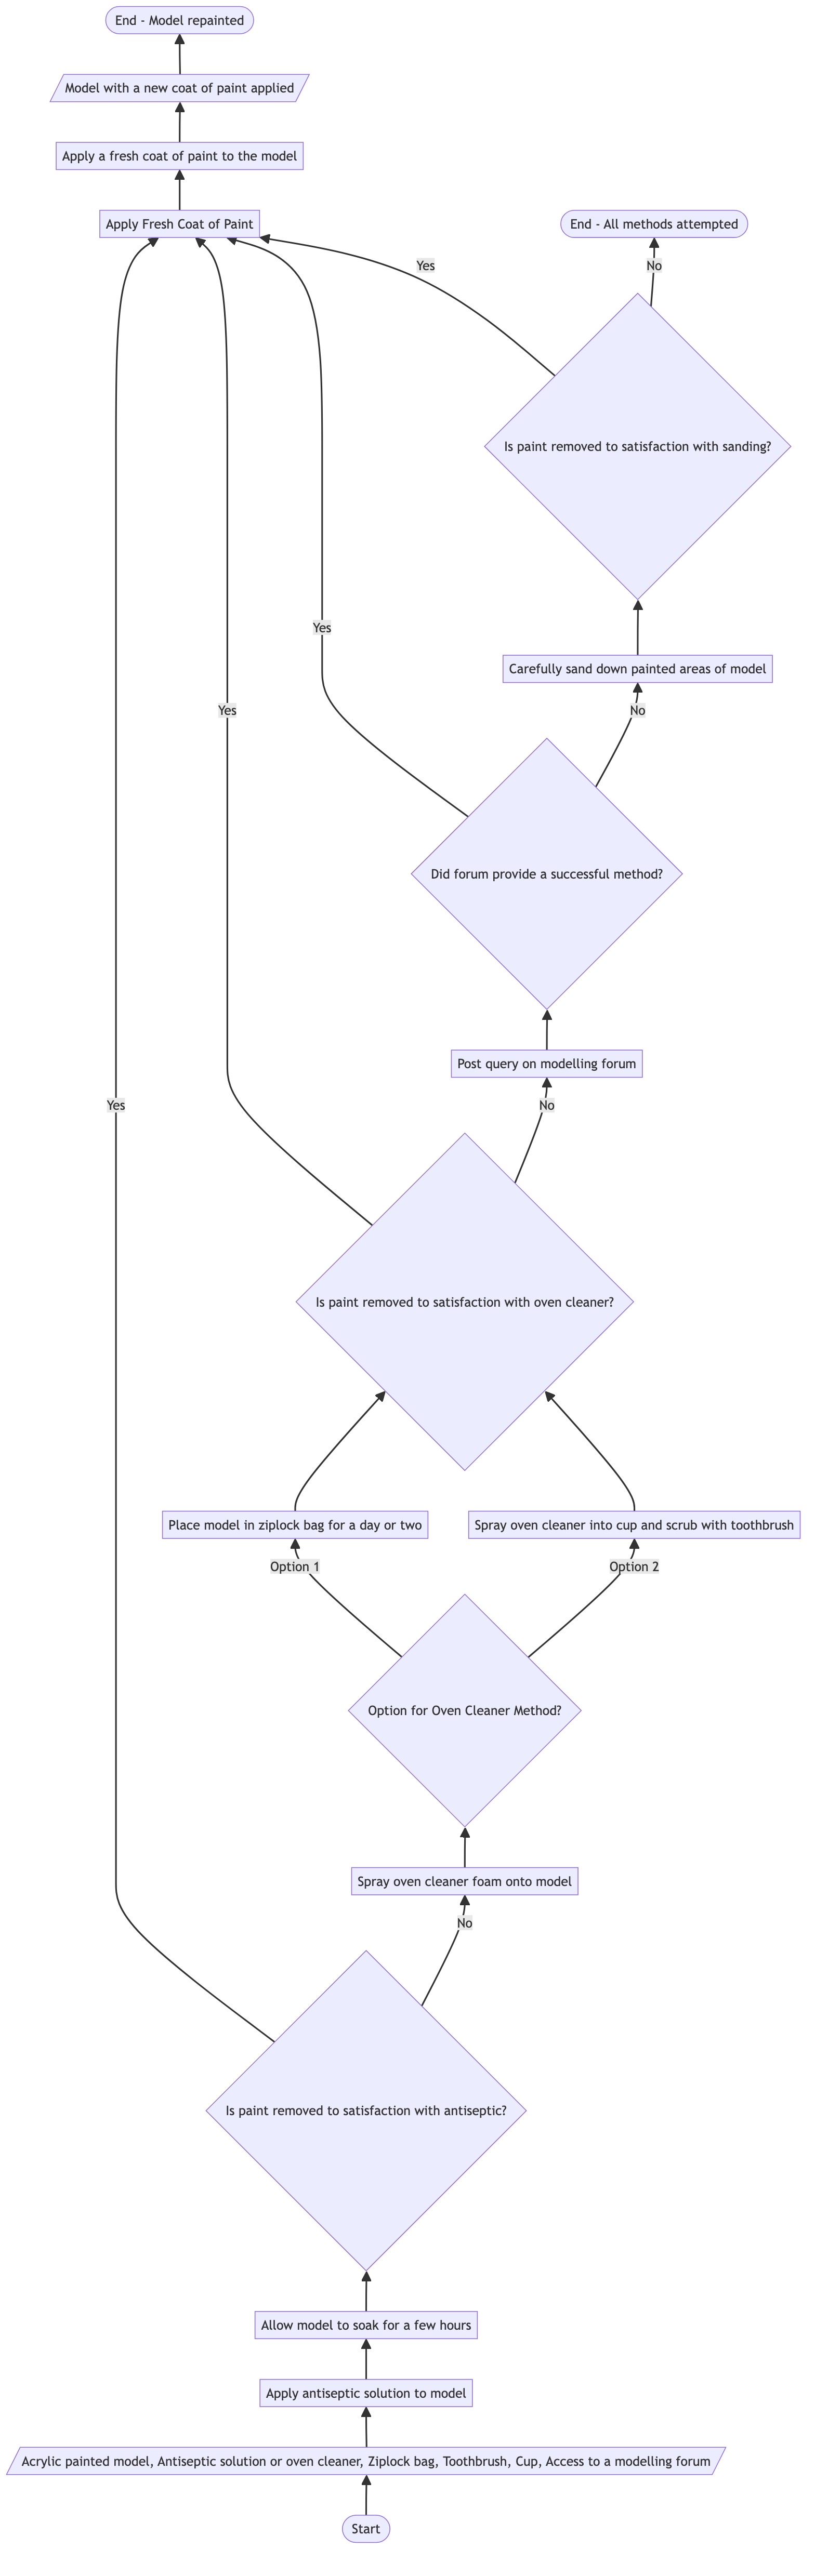 End - Model repainted
Model with a new coat of paint applied
Apply a fresh coat of paint to the model
Apply Fresh Coat of Paint
End - All methods attempted
Yes
No
Is paint removed to satisfaction with sanding?
Yes
Carefully sand down painted areas of model
Yes
No
Did forum provide a successful method?
Post query on modelling forum
Yes
No
Is paint removed to satisfaction with oven cleaner?
Place model in ziplock bag for a day or two
Spray oven cleaner into cup and scrub with toothbrush
Option 1
Option 2
Option for Oven Cleaner Method?
Spray oven cleaner foam onto model
No
Is paint removed to satisfaction with antiseptic?
Allow model to soak for a few hours
Apply antiseptic solution to model
Acrylic painted model, Antiseptic solution or oven cleaner, Ziplock bag, Toothbrush, Cup, Access to a modelling forum
Start